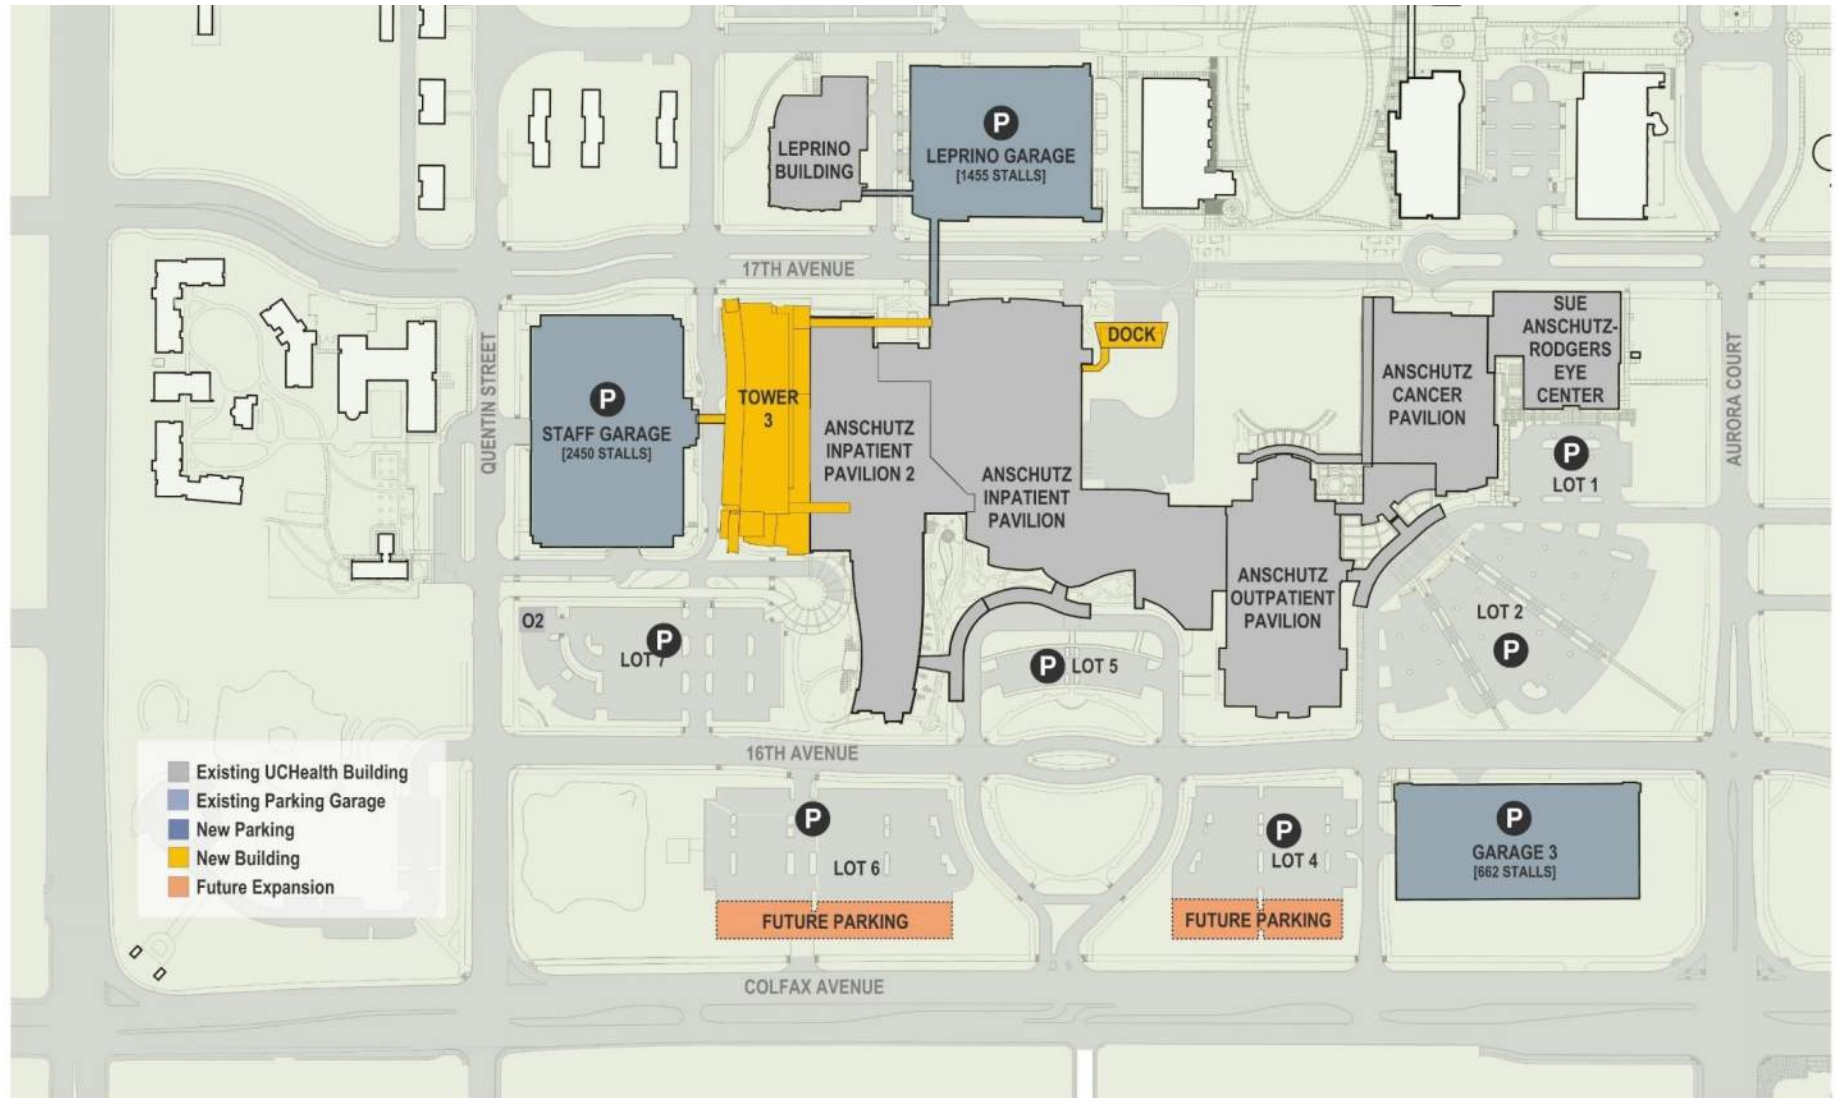 LEPRINO
BUILDING
P
LEPRINO GARAGE
[1455 STALLS]
17TH AVENUE
QUENTIN STREET
P
STAFF GARAGE
[2450 STALLS]
TOWER
3
ANSCHUTZ
INPATIENT
PAVILION 2
ANSCHUTZ
INPATIENT
PAVILION
DOCK
ANSCHUTZ
CANCER
PAVILION
SUE
ANSCHUTZ-
RODGERS
EYE
CENTER
AURORA COURT
P
LOT 1
ANSCHUTZ
OUTPATIENT
PAVILION
LOT 2
P
O2
P
LOT 7
P LOT 5
16TH AVENUE
Existing UCHealth Building
Existing Parking Garage
New Parking
New Building
Future Expansion
P
LOT 6
FUTURE PARKING
P
LOT 4
FUTURE PARKING
P
GARAGE 3
[662 STALLS]
COLFAX AVENUE